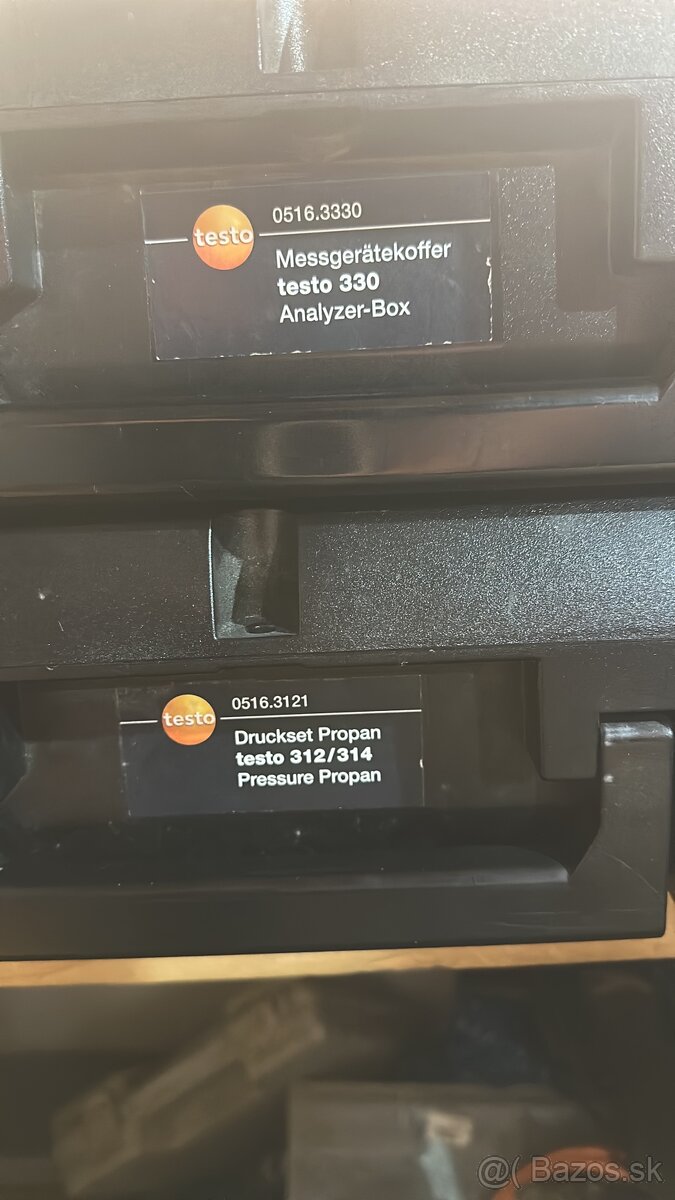 0516.3330
testo
Messgerätekoffer
testo 330
Analyzer-Box
0516.3121
testo
Druckset Propan
testo 312/314
Pressure Propan
@( Bazos.sk